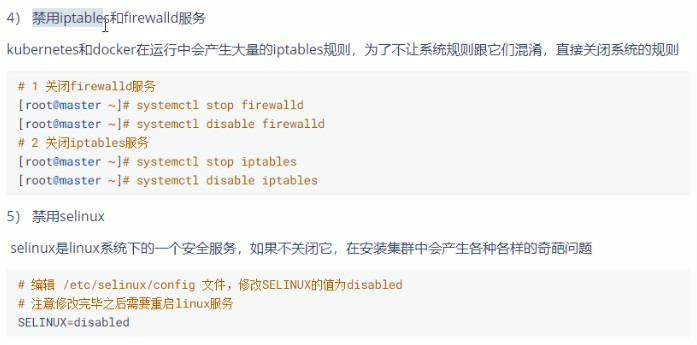 4） 禁用iptables和firewalld服务
kubernetes和docker在运行中会产生大量的iptables规则，为了不让系统规则跟它们混淆，直接关闭系统的规则
# 1 关闭firewalld服务
[root@master ~]# systemctl stop firewalld
[root@master ~]# systemctl disable firewalld
# 2 关闭iptables服务
[root@master ~]# systemctl stop iptables
[root@master ~]# systemctl disable iptables
5） 禁用selinux
selinux是linux系统下的一个安全服务，如果不关闭它，在安装集群中会产生各种各样的奇葩问题
# 编辑 /etc/selinux/config 文件，修改SELINUX的值为disabled
# 注意修改完毕之后需要重启linux服务
SELINUX=disabled